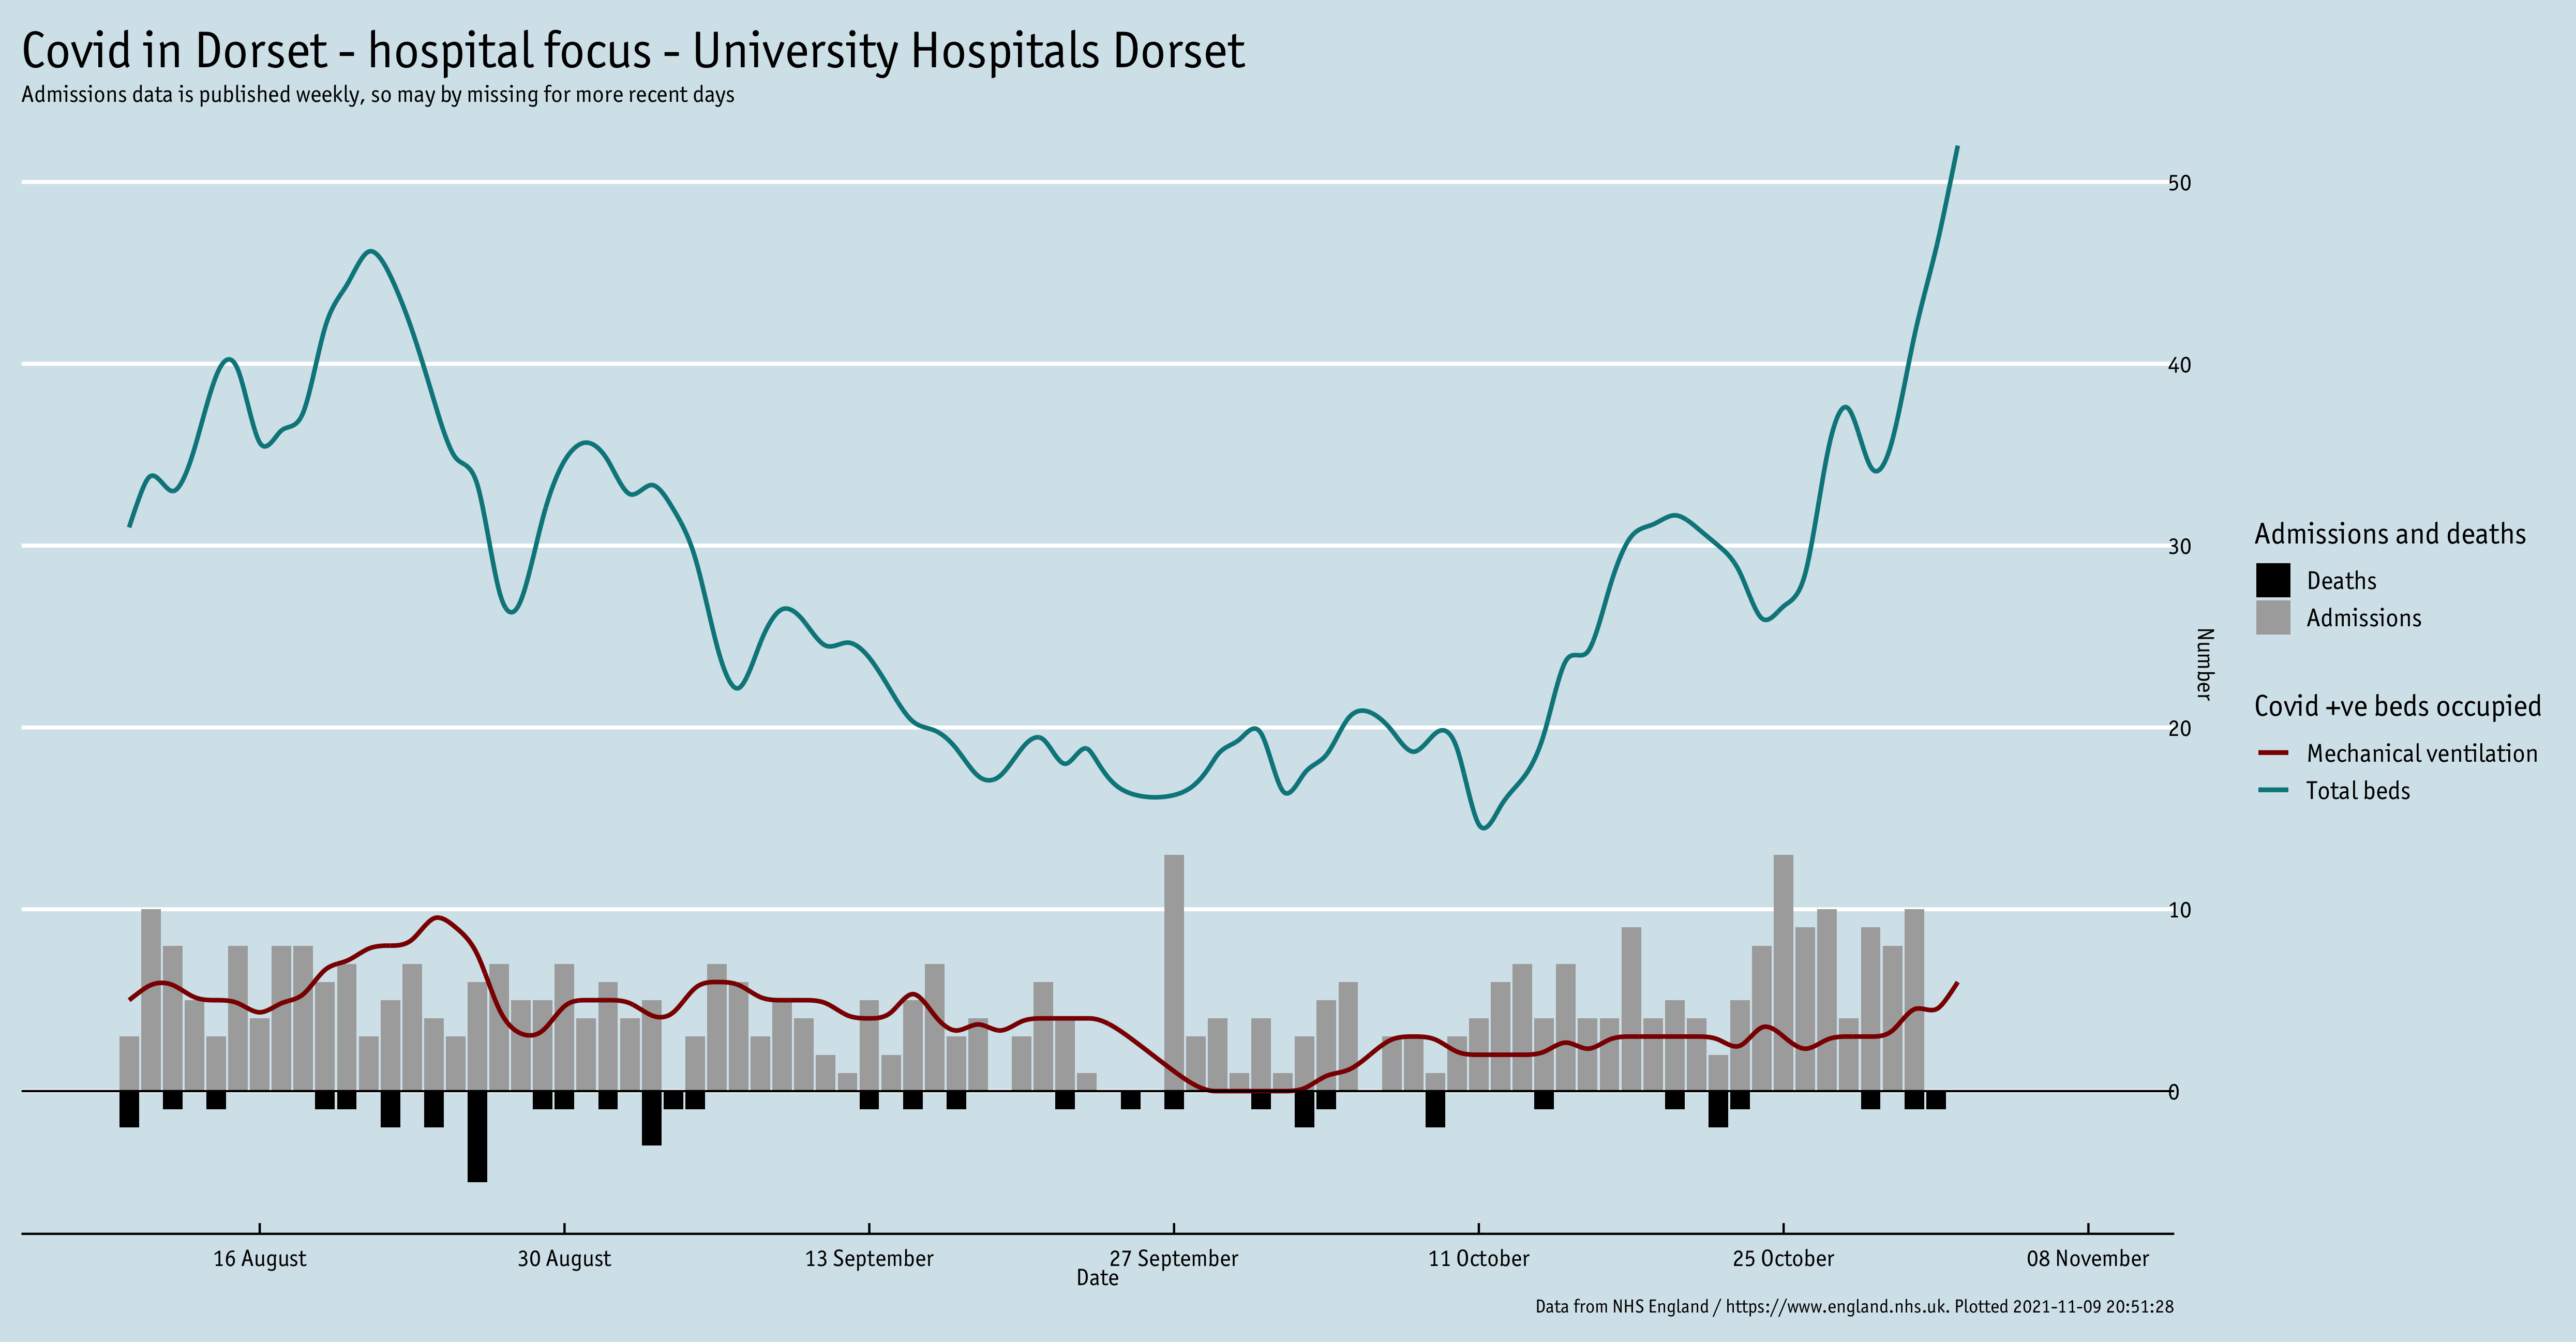 Covid in Dorset - hospital focus - University Hospitals Dorset
Admissions data is published weekly, so may by missing for more recent days
50
40
30
20
10
0
Number
Admissions and deaths
Deaths
Admissions
Covid +ve beds occupied
Mechanical ventilation
Total beds
16 August
30 August
13 September
27 September
11 October
25 October
08 November
Date
Data from NHS England / https://www.england.nhs.uk. Plotted 2021-11-09 20:51:28